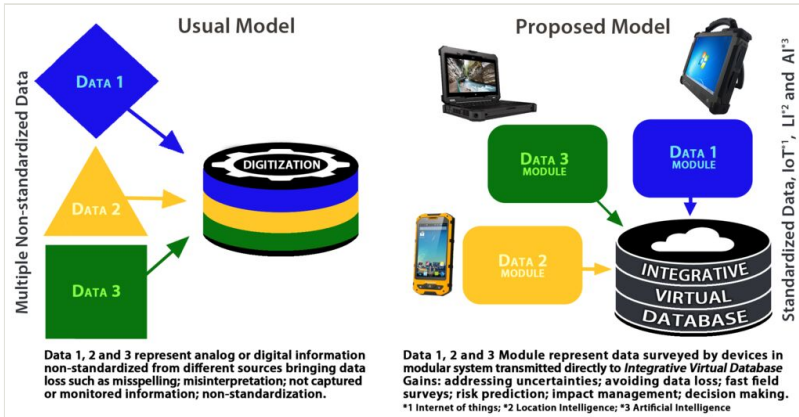 Usual Model
Proposed Model
Multiple Non-standardized Data
DATA 1
DATA 2
DATA 3
DIGITIZATION
DATA 3
MODULE
DATA 1
MODULE
DATA 2
MODULE
INTEGRATIVE
VIRTUAL
DATABASE
Standardized Data, IoT*1, LI*2 and AI*3
Data 1, 2 and 3 represent analog or digital information
non-standardized from different sources bringing data
loss such as misspelling; misinterpretation; not captured
or monitored information; non-standardization.
Data 1, 2 and 3 Module represent data surveyed by devices in
modular system transmitted directly to Integrative Virtual Database
Gains: addressing uncertainties; avoiding data loss; fast field
surveys; risk prediction; impact management; decision making.
*1 Internet of things; *2 Location Intelligence; *3 Artificial Intelligence